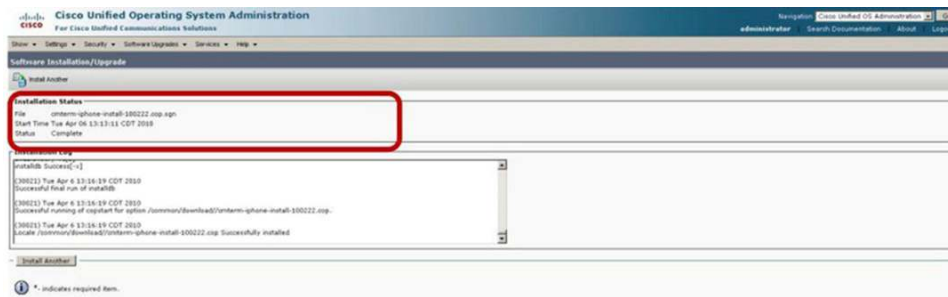 cisco
Cisco Unified Operating System Administration
For Cisco Unified Communications Solutions
Navigation Cisco Unified OS Administration
administrator Search Documentation About
Show Settings Security Software Upgrades Services Help
Software Installation/Upgrade
Install Another
Installation Status
File cmterm-iphone-install-100222.cop.sgn
Start Time Tue Apr 06 13:13:11 CDT 2010
Status Complete
Installation Log
installdb Success[-x]
(30021) Tue Apr 6 13:16:19 CDT 2010
Successful final run of installdb
(30021) Tue Apr 6 13:16:19 CDT 2010
Successful running of copstart for option /common/download//cmterm-iphone-install-100222.cop.
(30021) Tue Apr 6 13:16:19 CDT 2010
Locale /common/download//cmterm-iphone-install-100222.cop Successfully installed
Install Another
*- indicates required item.